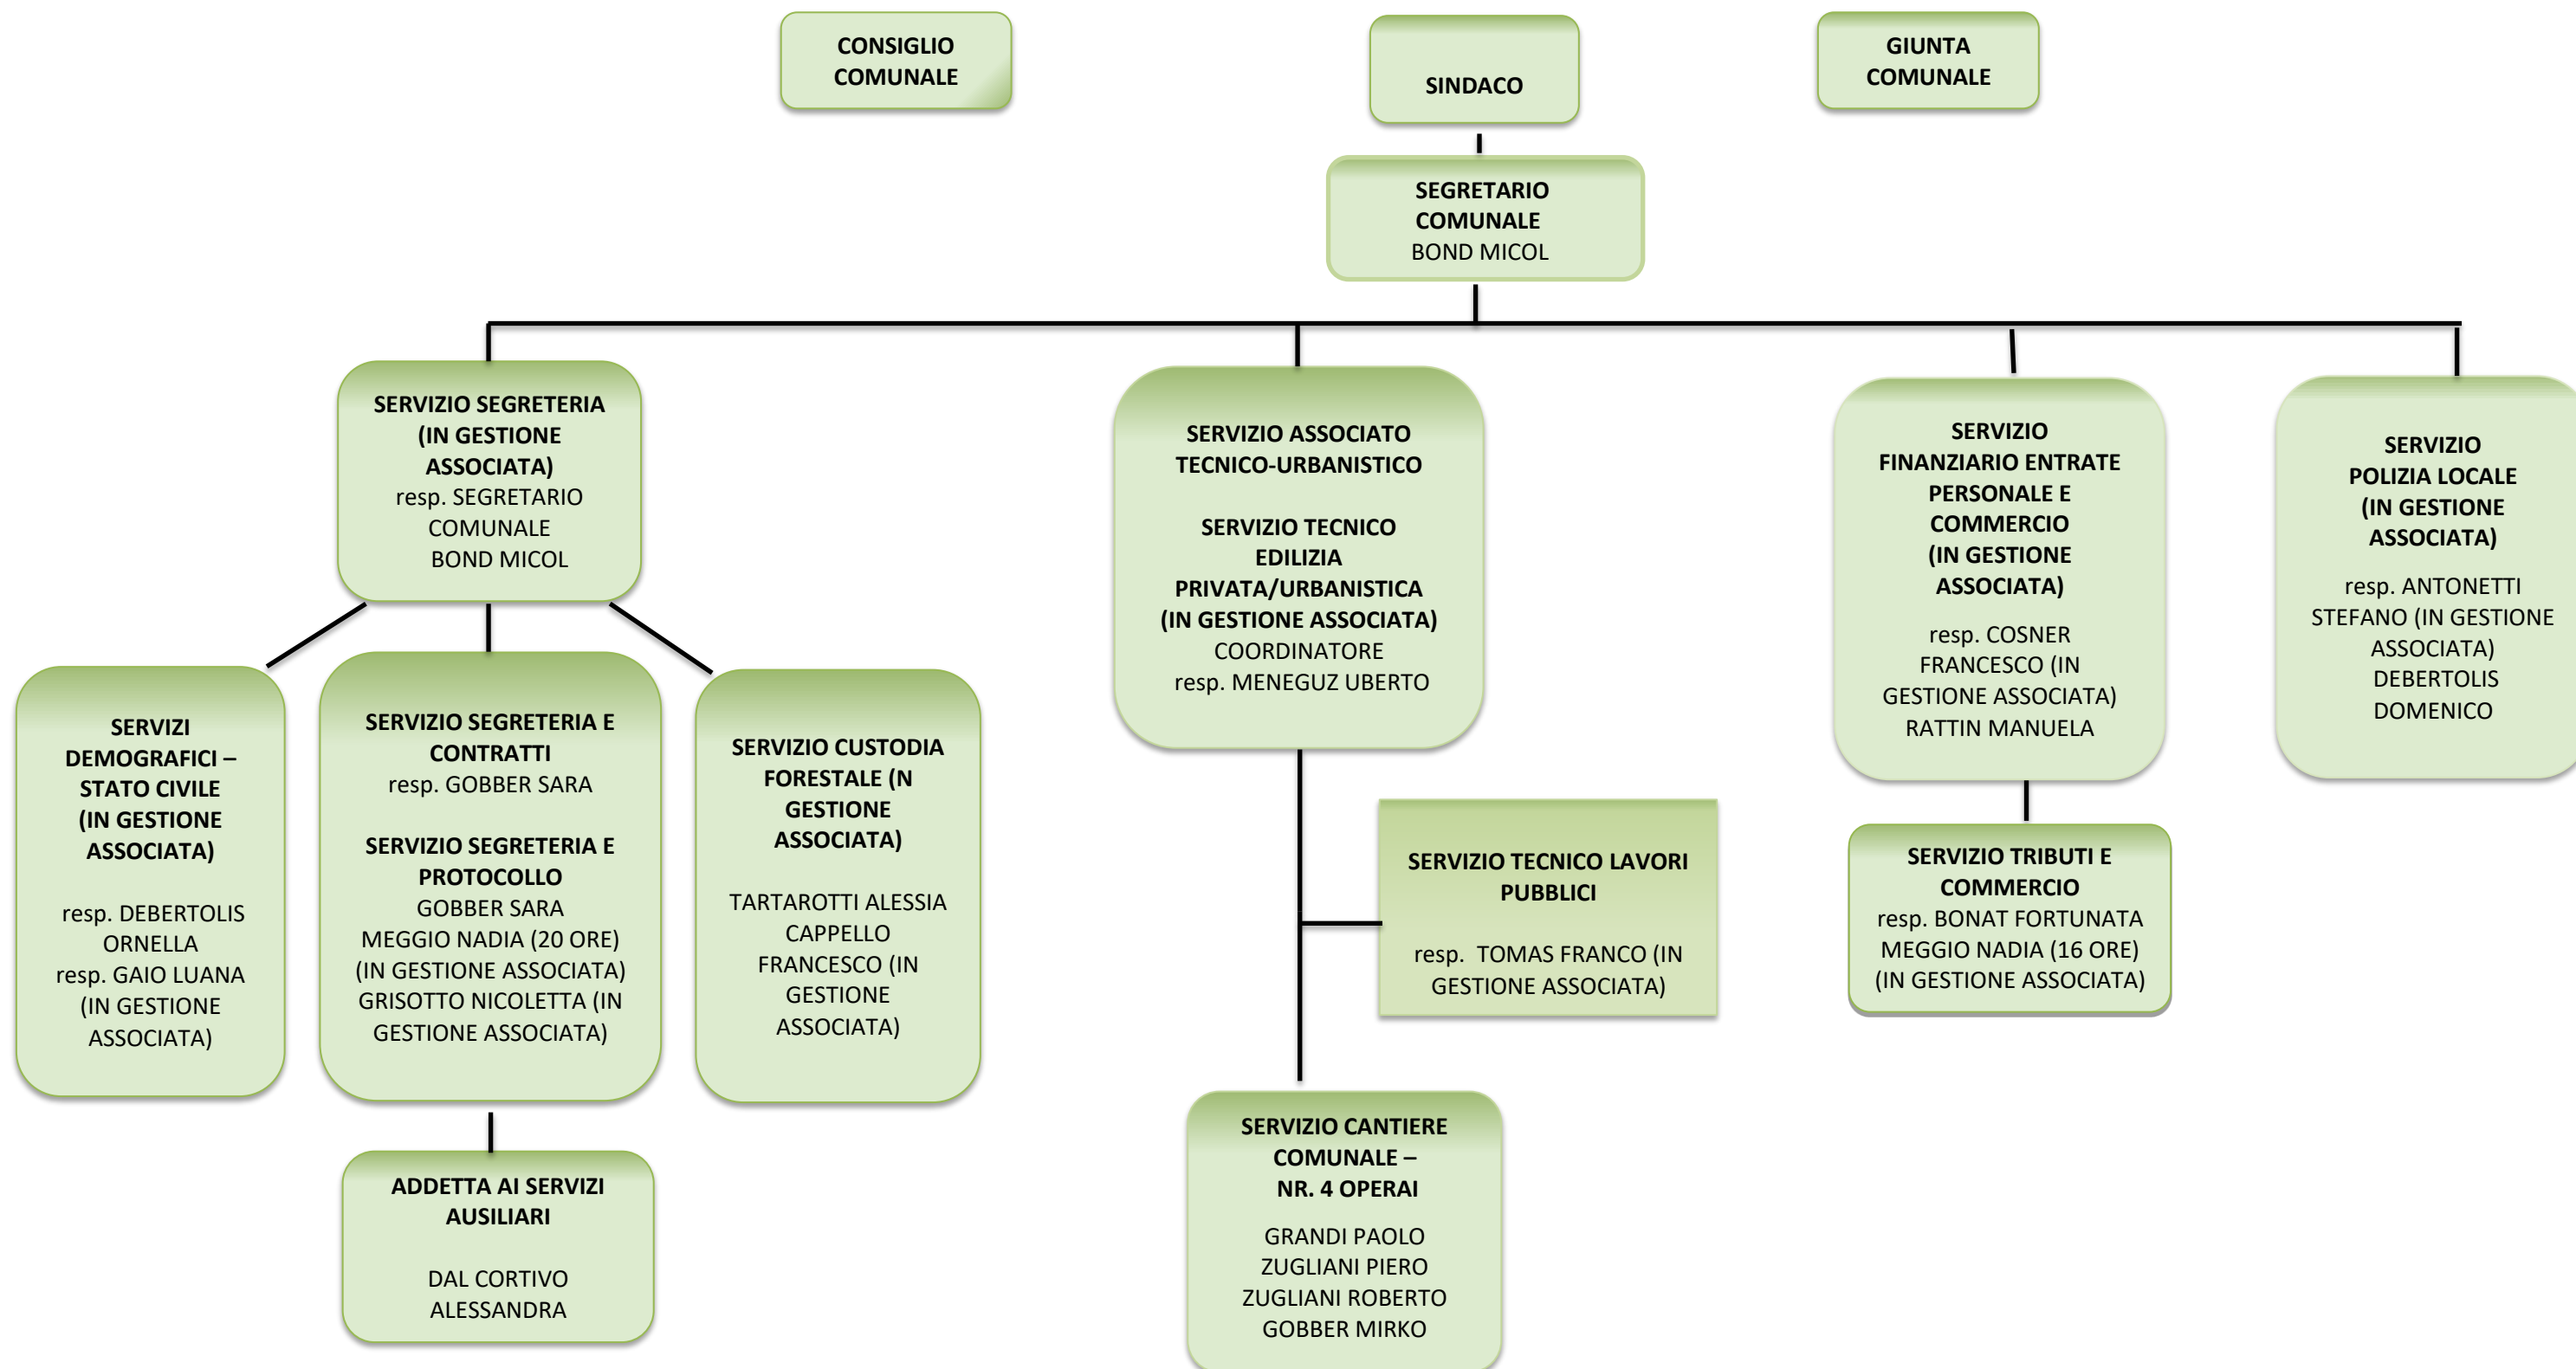 CONSIGLIO
COMUNALE
SINDACO
GIUNTA
COMUNALE
SEGRETARIO
COMUNALE
BOND MICOL
SERVIZIO SEGRETERIA
(IN GESTIONE
ASSOCIATA)
resp. SEGRETARIO
COMUNALE
BOND MICOL
SERVIZIO ASSOCIATO
TECNICO-URBANISTICO
SERVIZIO TECNICO
EDILIZIA
PRIVATA/URBANISTICA
(IN GESTIONE ASSOCIATA)
COORDINATORE
resp. MENEGUZ UBERTO
SERVIZIO
FINANZIARIO ENTRATE
PERSONALE E
COMMERCIO
(IN GESTIONE
ASSOCIATA)
resp. COSNER
FRANCESCO (IN
GESTIONE ASSOCIATA)
RATTIN MANUELA
SERVIZIO
POLIZIA LOCALE
(IN GESTIONE
ASSOCIATA)
resp. ANTONETTI
STEFANO (IN GESTIONE
ASSOCIATA)
DEBERTOLIS
DOMENICO
SERVIZI
DEMOGRAFICI –
STATO CIVILE
(IN GESTIONE
ASSOCIATA)
resp. DEBERTOLIS
ORNELLA
resp. GAIO LUANA
(IN GESTIONE
ASSOCIATA)
SERVIZIO SEGRETERIA E
CONTRATTI
resp. GOBBER SARA
SERVIZIO SEGRETERIA E
PROTOCOLLO
GOBBER SARA
MEGGIO NADIA (20 ORE)
(IN GESTIONE ASSOCIATA)
GRISOTTO NICOLETTA (IN
GESTIONE ASSOCIATA)
SERVIZIO CUSTODIA
FORESTALE (N
GESTIONE
ASSOCIATA)
TARTAROTTI ALESSIA
CAPPELLO
FRANCESCO (IN
GESTIONE
ASSOCIATA)
SERVIZIO TECNICO LAVORI
PUBBLICI
resp.  TOMAS FRANCO (IN
GESTIONE ASSOCIATA)
SERVIZIO TRIBUTI E
COMMERCIO
resp. BONAT FORTUNATA
MEGGIO NADIA (16 ORE)
(IN GESTIONE ASSOCIATA)
ADDETTA AI SERVIZI
AUSILIARI
DAL CORTIVO
ALESSANDRA
SERVIZIO CANTIERE
COMUNALE –
NR. 4 OPERAI
GRANDI PAOLO
ZUGLIANI PIERO
ZUGLIANI ROBERTO
GOBBER MIRKO